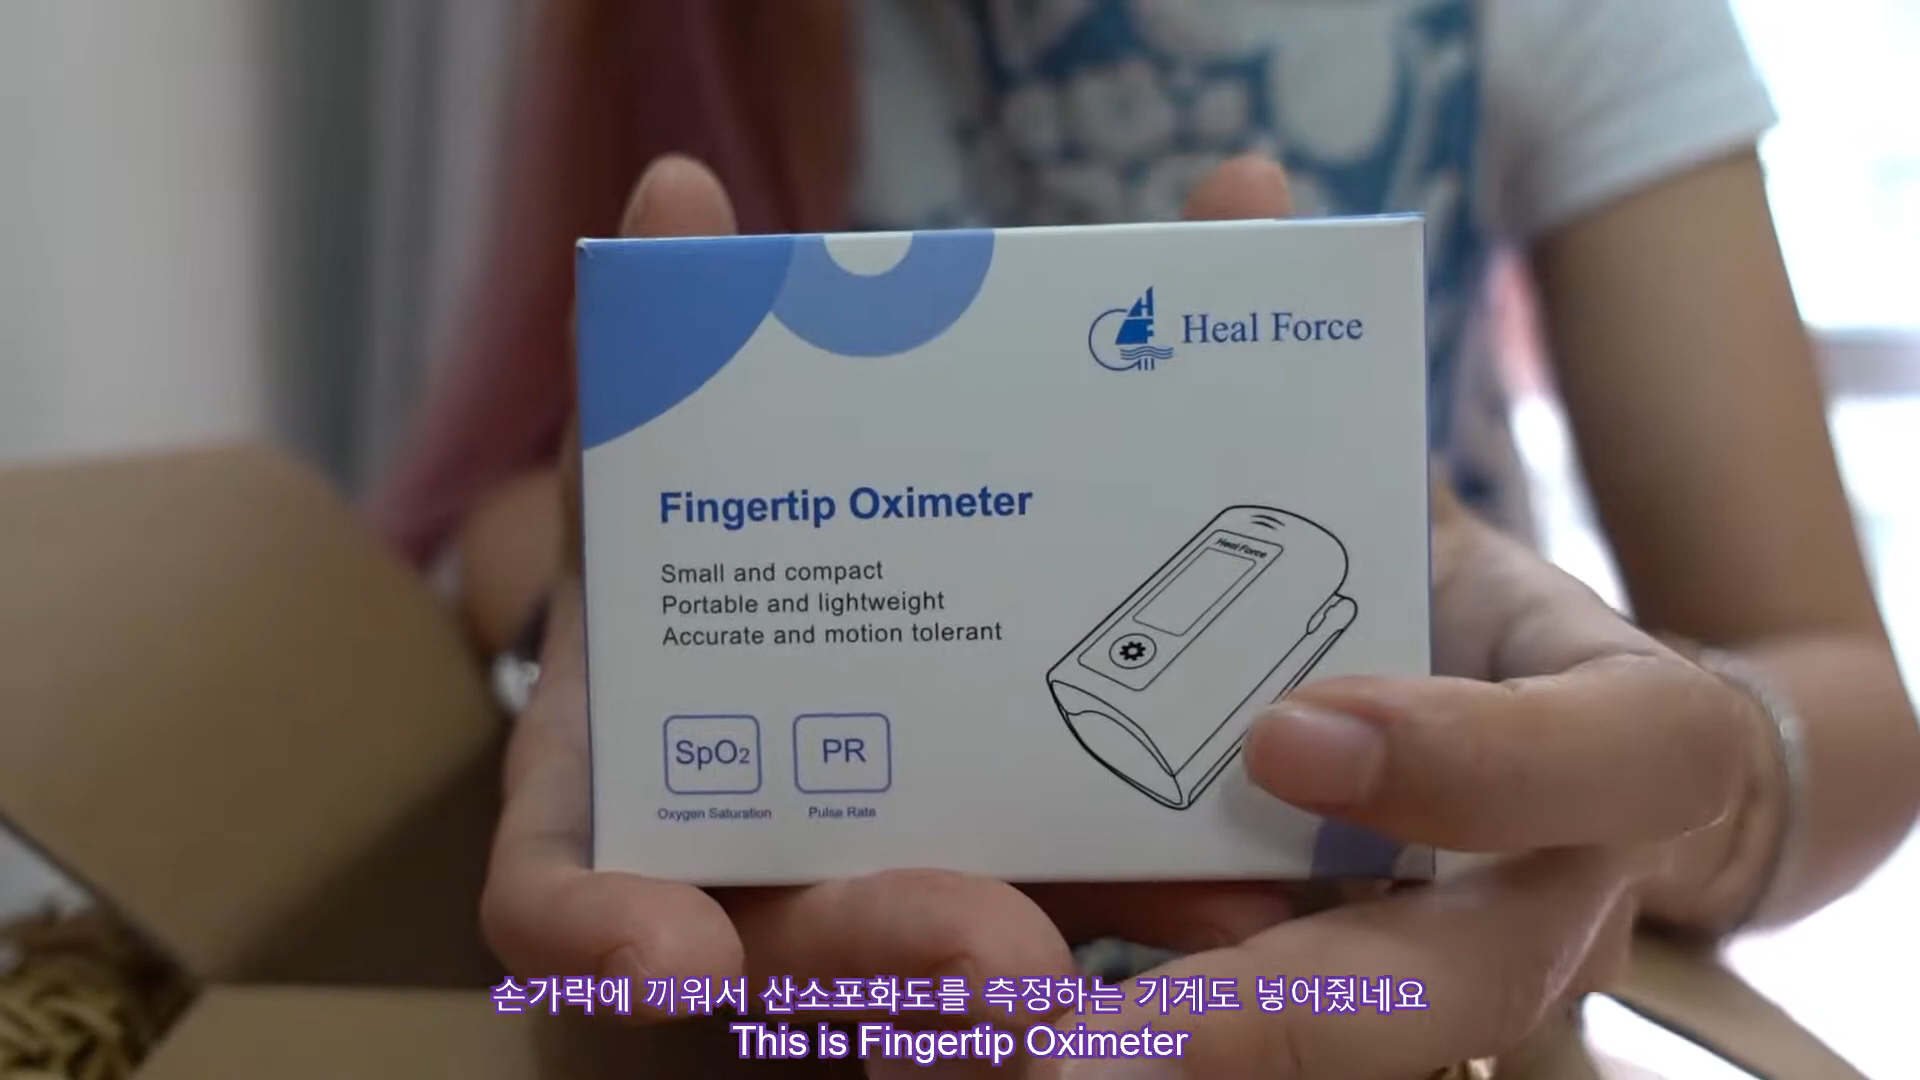 Heal Force
Fingertip Oximeter
Small and compact
Portable and lightweight
Accurate and motion tolerant
Heal Force
SpO₂
PR
Oxygen Saturation
Pulse Rate
손가락에 끼워서 산소포화도를 측정하는 기계도 넣어줬네요
This is Fingertip Oximeter